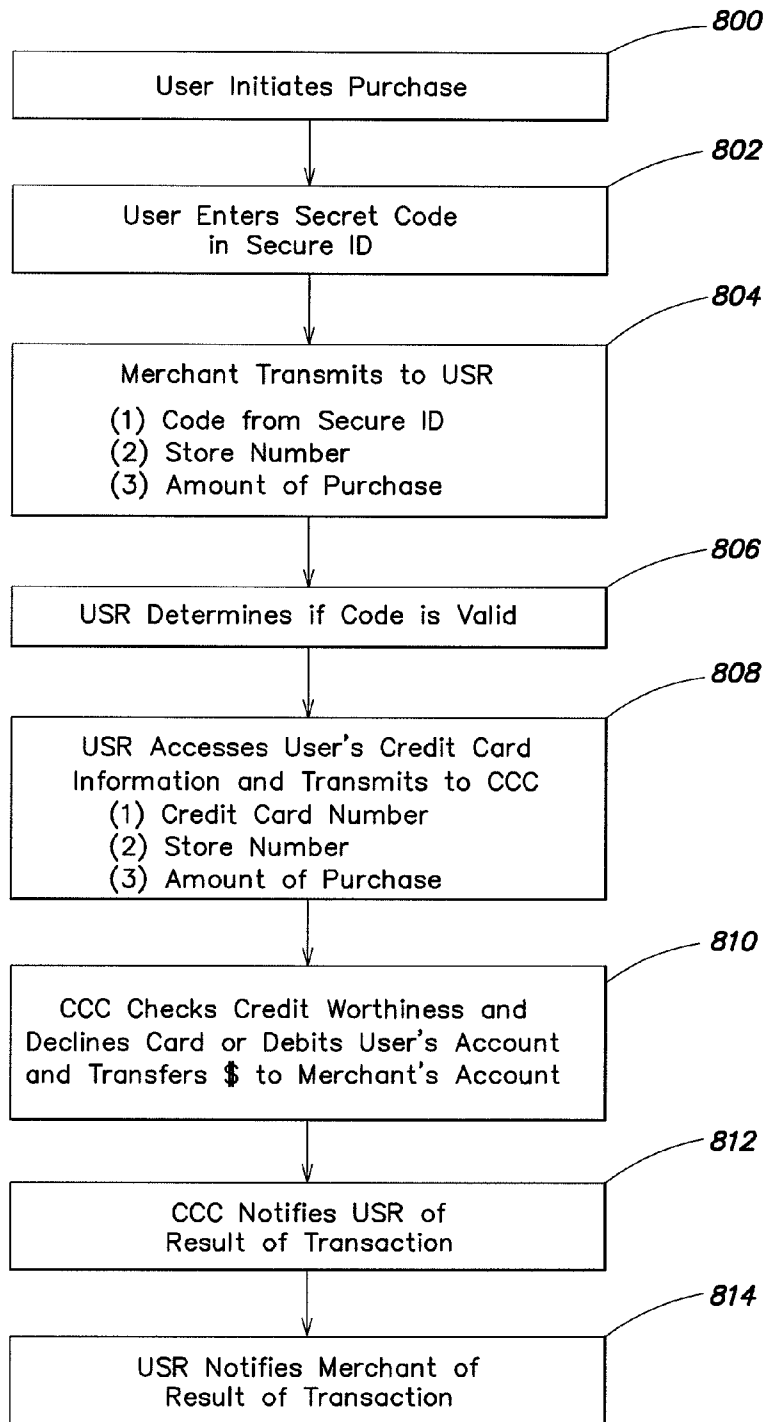 800
User Initiates Purchase
802
User Enters Secret Code
in Secure ID
804
Merchant Transmits to USR
(1) Code from Secure ID
(2) Store Number
(3) Amount of Purchase
806
USR Determines if Code is Valid
808
USR Accesses User's Credit Card
Information and Transmits to CCC
(1) Credit Card Number
(2) Store Number
(3) Amount of Purchase
810
CCC Checks Credit Worthiness and
Declines Card or Debits User's Account
and Transfers $ to Merchant's Account
812
CCC Notifies USR of
Result of Transaction
814
USR Notifies Merchant of
Result of Transaction